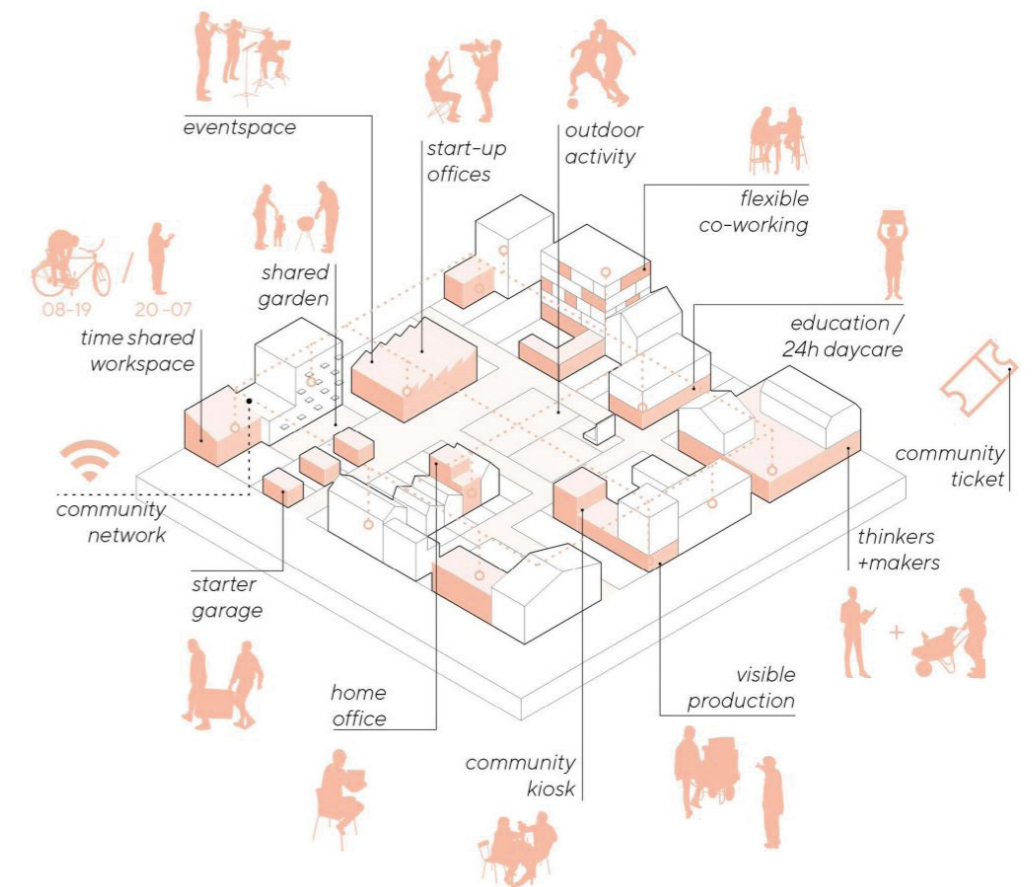 eventspace
start-up
offices
outdoor
activity
flexible
co-working
shared
garden
08-19 / 20-07
time shared
workspace
education /
24h daycare
community
ticket
community
network
thinkers
+makers
+
starter
garage
home
office
visible
production
community
kiosk